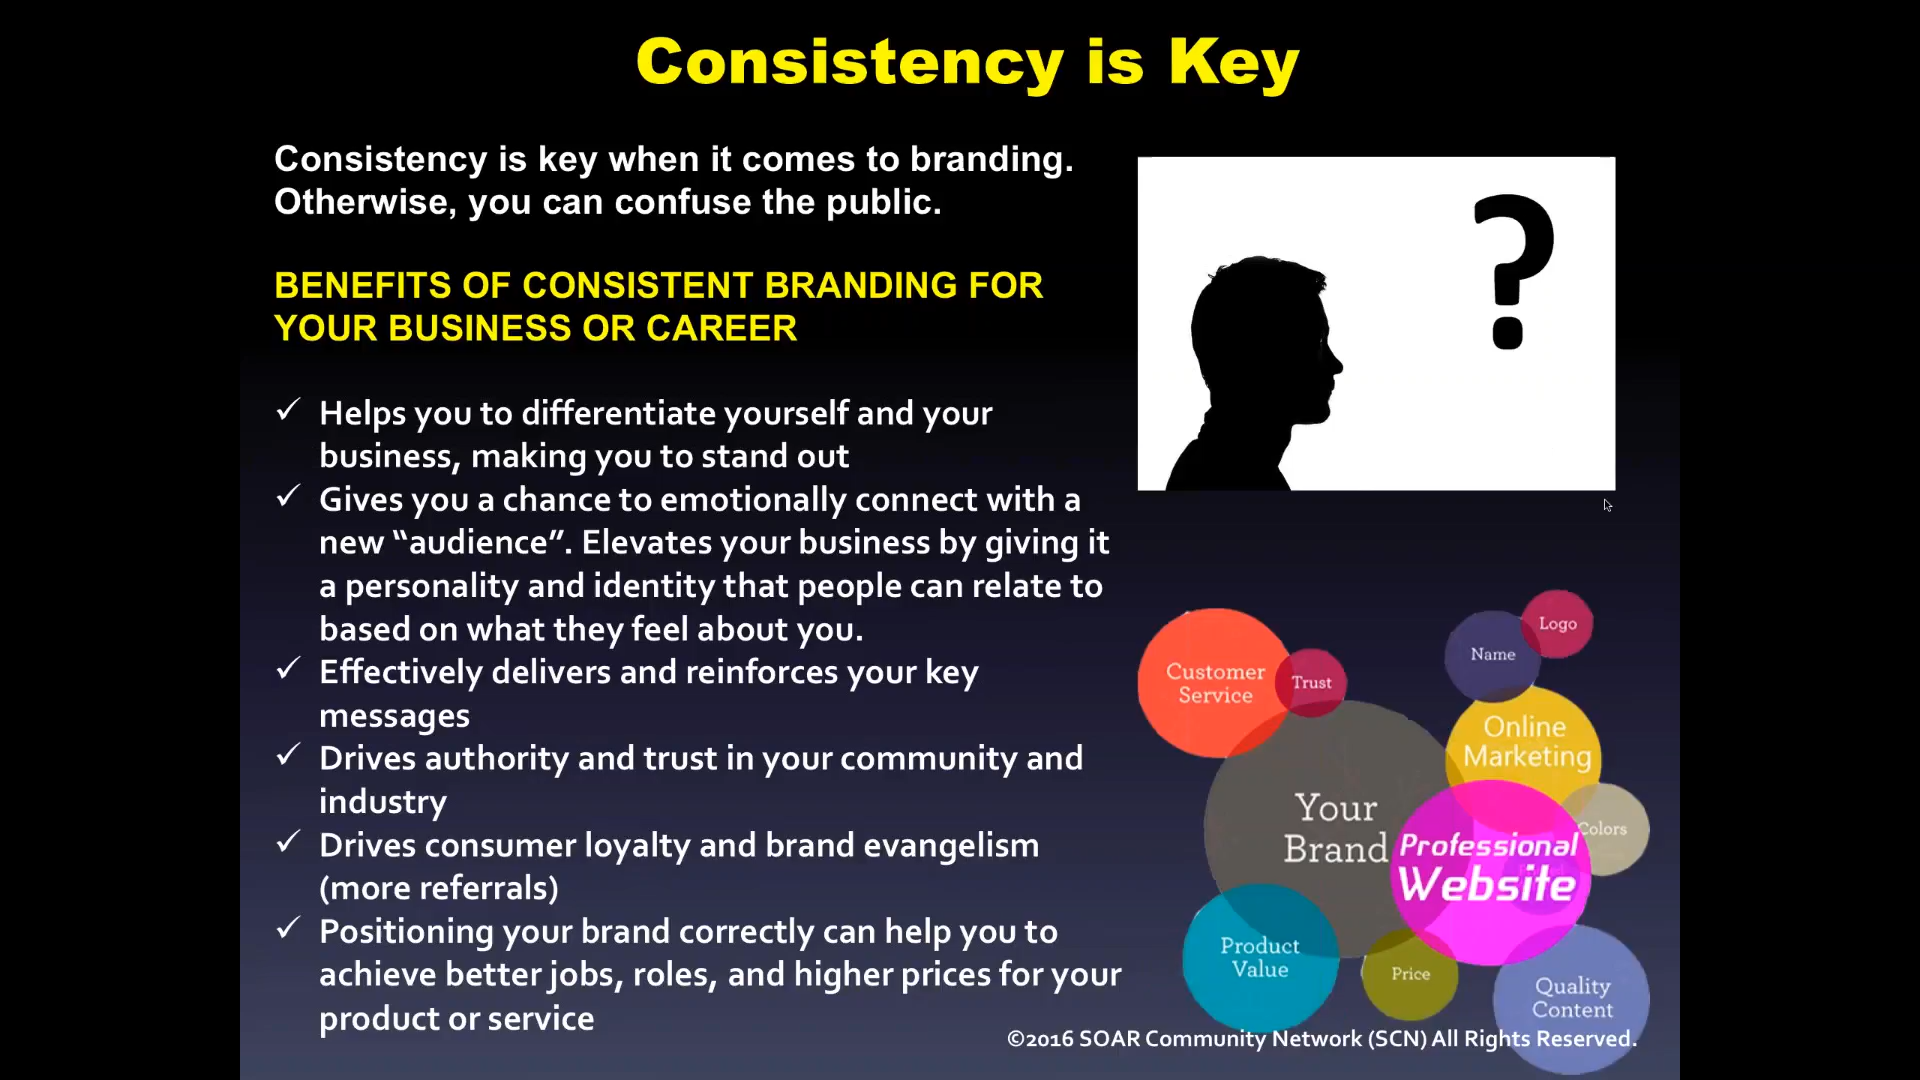 Consistency is Key
Consistency is key when it comes to branding.
Otherwise, you can confuse the public.
BENEFITS OF CONSISTENT BRANDING FOR
YOUR BUSINESS OR CAREER
✓ Helps you to differentiate yourself and your
business, making you to stand out
✓ Gives you a chance to emotionally connect with a
new “audience”. Elevates your business by giving it
a personality and identity that people can relate to
based on what they feel about you.
✓ Effectively delivers and reinforces your key
messages
✓ Drives authority and trust in your community and
industry
✓ Drives consumer loyalty and brand evangelism
(more referrals)
✓ Positioning your brand correctly can help you to
achieve better jobs, roles, and higher prices for your
product or service
?
Customer
Service
Trust
Name
Logo
Online
Marketing
Colors
Your
Brand
Professional
Website
Product
Value
Price
Quality
Content
©2016 SOAR Community Network (SCN) All Rights Reserved.